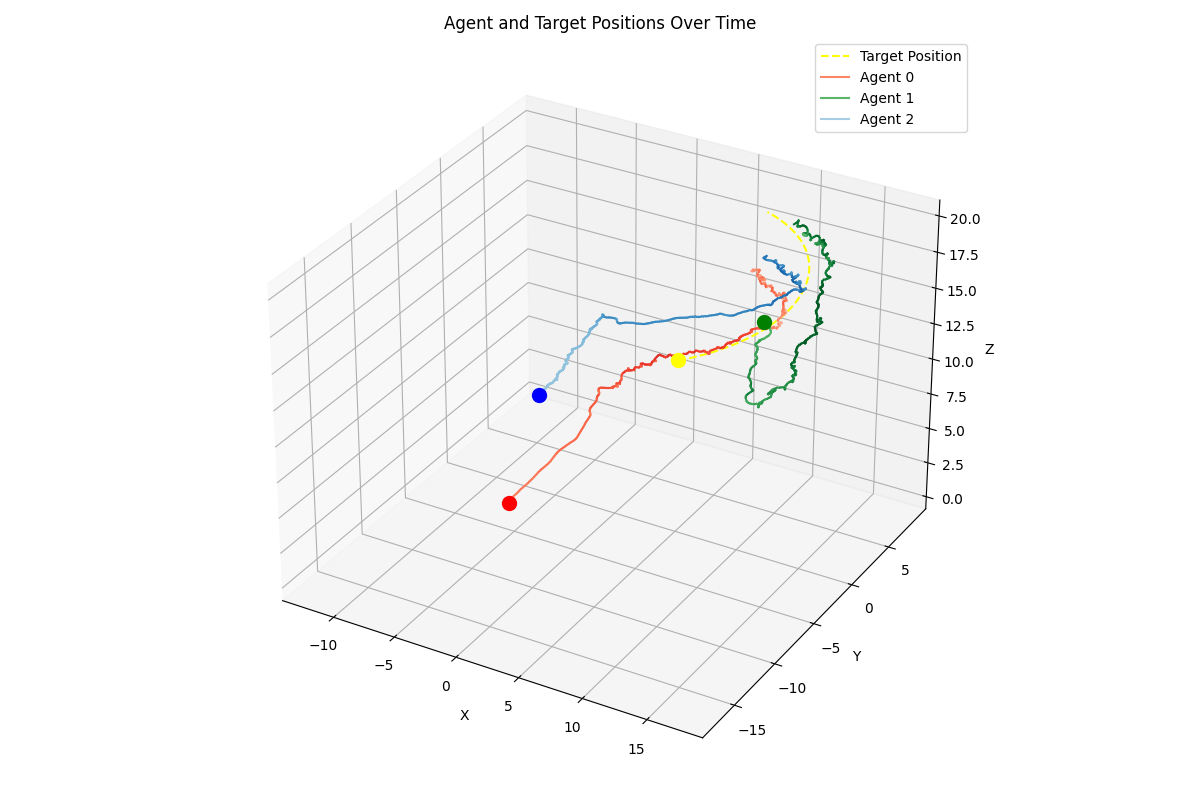 Agent and Target Positions Over Time
Target Position
Agent 0
Agent 1
Agent 2
20.0
17.5
15.0
12.5
10.0
7.5
5.0
2.5
0.0
Z
5
0
−5
−10
−15
Y
−10
−5
0
5
10
15
X